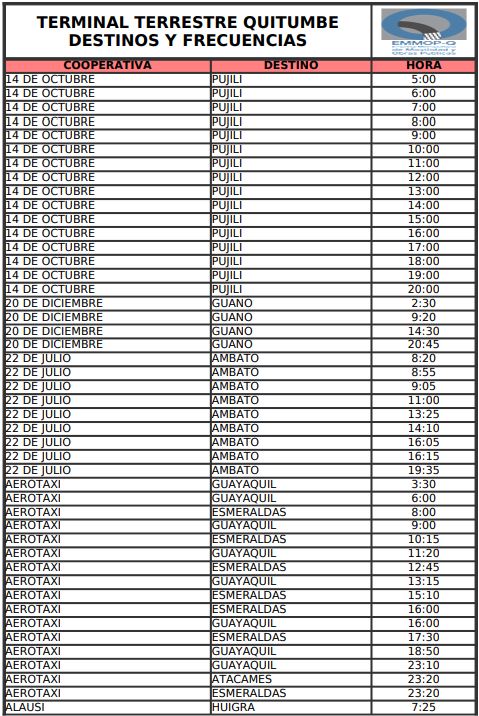 TERMINAL TERRESTRE QUITUMBE
DESTINOS Y FRECUENCIAS
EMMOP-Q
COOPERATIVA DESTINO HORA
14 DE OCTUBRE PUJILI 5:00
14 DE OCTUBRE PUJILI 6:00
14 DE OCTUBRE PUJILI 7:00
14 DE OCTUBRE PUJILI 8:00
14 DE OCTUBRE PUJILI 9:00
14 DE OCTUBRE PUJILI 10:00
14 DE OCTUBRE PUJILI 11:00
14 DE OCTUBRE PUJILI 12:00
14 DE OCTUBRE PUJILI 13:00
14 DE OCTUBRE PUJILI 14:00
14 DE OCTUBRE PUJILI 15:00
14 DE OCTUBRE PUJILI 16:00
14 DE OCTUBRE PUJILI 17:00
14 DE OCTUBRE PUJILI 18:00
14 DE OCTUBRE PUJILI 19:00
14 DE OCTUBRE PUJILI 20:00
20 DE DICIEMBRE GUANO 2:30
20 DE DICIEMBRE GUANO 9:20
20 DE DICIEMBRE GUANO 14:30
20 DE DICIEMBRE GUANO 20:45
22 DE JULIO AMBATO 8:20
22 DE JULIO AMBATO 8:55
22 DE JULIO AMBATO 9:05
22 DE JULIO AMBATO 11:00
22 DE JULIO AMBATO 13:25
22 DE JULIO AMBATO 14:10
22 DE JULIO AMBATO 16:05
22 DE JULIO AMBATO 16:15
22 DE JULIO AMBATO 19:35
AEROTAXI GUAYAQUIL 3:30
AEROTAXI GUAYAQUIL 6:00
AEROTAXI ESMERALDAS 8:00
AEROTAXI GUAYAQUIL 9:00
AEROTAXI ESMERALDAS 10:15
AEROTAXI GUAYAQUIL 11:20
AEROTAXI ESMERALDAS 12:45
AEROTAXI GUAYAQUIL 13:15
AEROTAXI ESMERALDAS 15:10
AEROTAXI ESMERALDAS 16:00
AEROTAXI GUAYAQUIL 16:00
AEROTAXI ESMERALDAS 17:30
AEROTAXI GUAYAQUIL 18:50
AEROTAXI GUAYAQUIL 23:10
AEROTAXI ATACAMES 23:20
AEROTAXI ESMERALDAS 23:20
ALAUSI HUIGRA 7:25